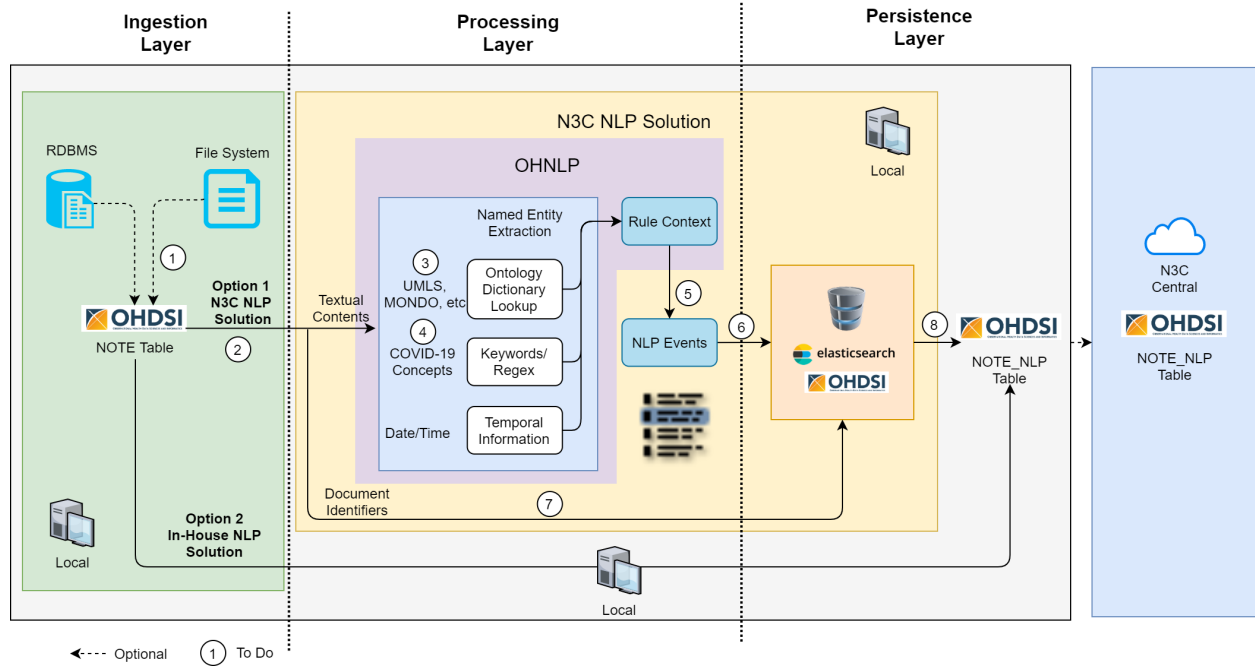 Ingestion
Layer
Processing
Layer
Persistence
Layer
RDBMS
File System
1
OHDSI
NOTE Table
Option 1
N3C NLP
Solution
2
Local
Option 2
In-House NLP
Solution
Textual
Contents
N3C NLP Solution
OHNLP
Named Entity
Extraction
3
UMLS,
MONDO, etc
Ontology
Dictionary
Lookup
4
COVID-19
Concepts
Keywords/
Regex
Date/Time
Temporal
Information
Rule Context
5
NLP Events
6
Document
Identifiers
7
Local
Local
elasticsearch
OHDSI
8
OHDSI
NOTE_NLP
Table
N3C
Central
OHDSI
NOTE_NLP
Table
Optional
1
To Do